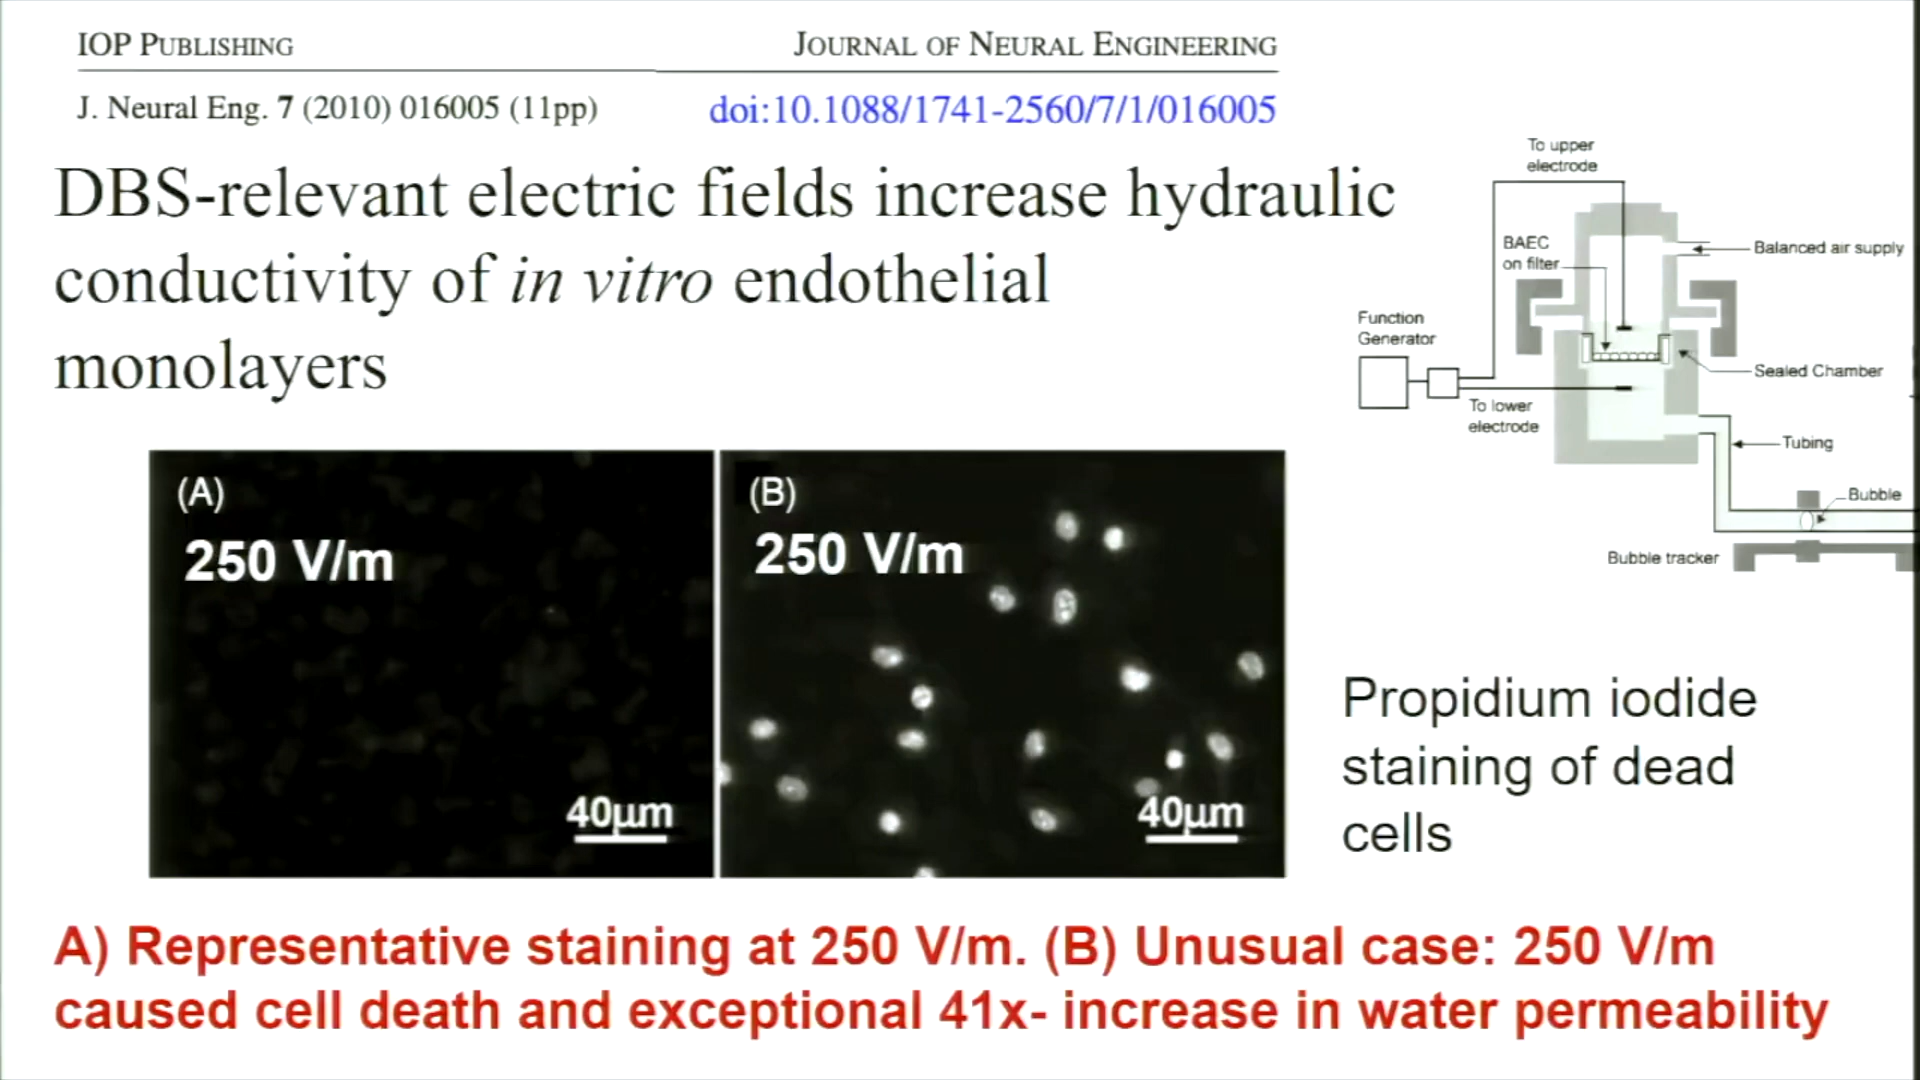 IOP PUBLISHING
JOURNAL OF NEURAL ENGINEERING
J. Neural Eng. 7 (2010) 016005 (11pp)
doi:10.1088/1741-2560/7/1/016005
DBS-relevant electric fields increase hydraulic
conductivity of in vitro endothelial
monolayers
To upper
electrode
BAEC
on filter
Balanced air supply
Function
Generator
Sealed Chamber
To lower
electrode
Tubing
Bubble
Bubble tracker
(A)
250 V/m
40µm
(B)
250 V/m
40µm
Propidium iodide
staining of dead
cells
A) Representative staining at 250 V/m. (B) Unusual case: 250 V/m
caused cell death and exceptional 41x- increase in water permeability